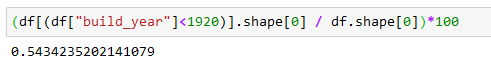 (df[(df["build_year"]<1920)].shape[0] / df.shape[0])*100
0.5434235202141079